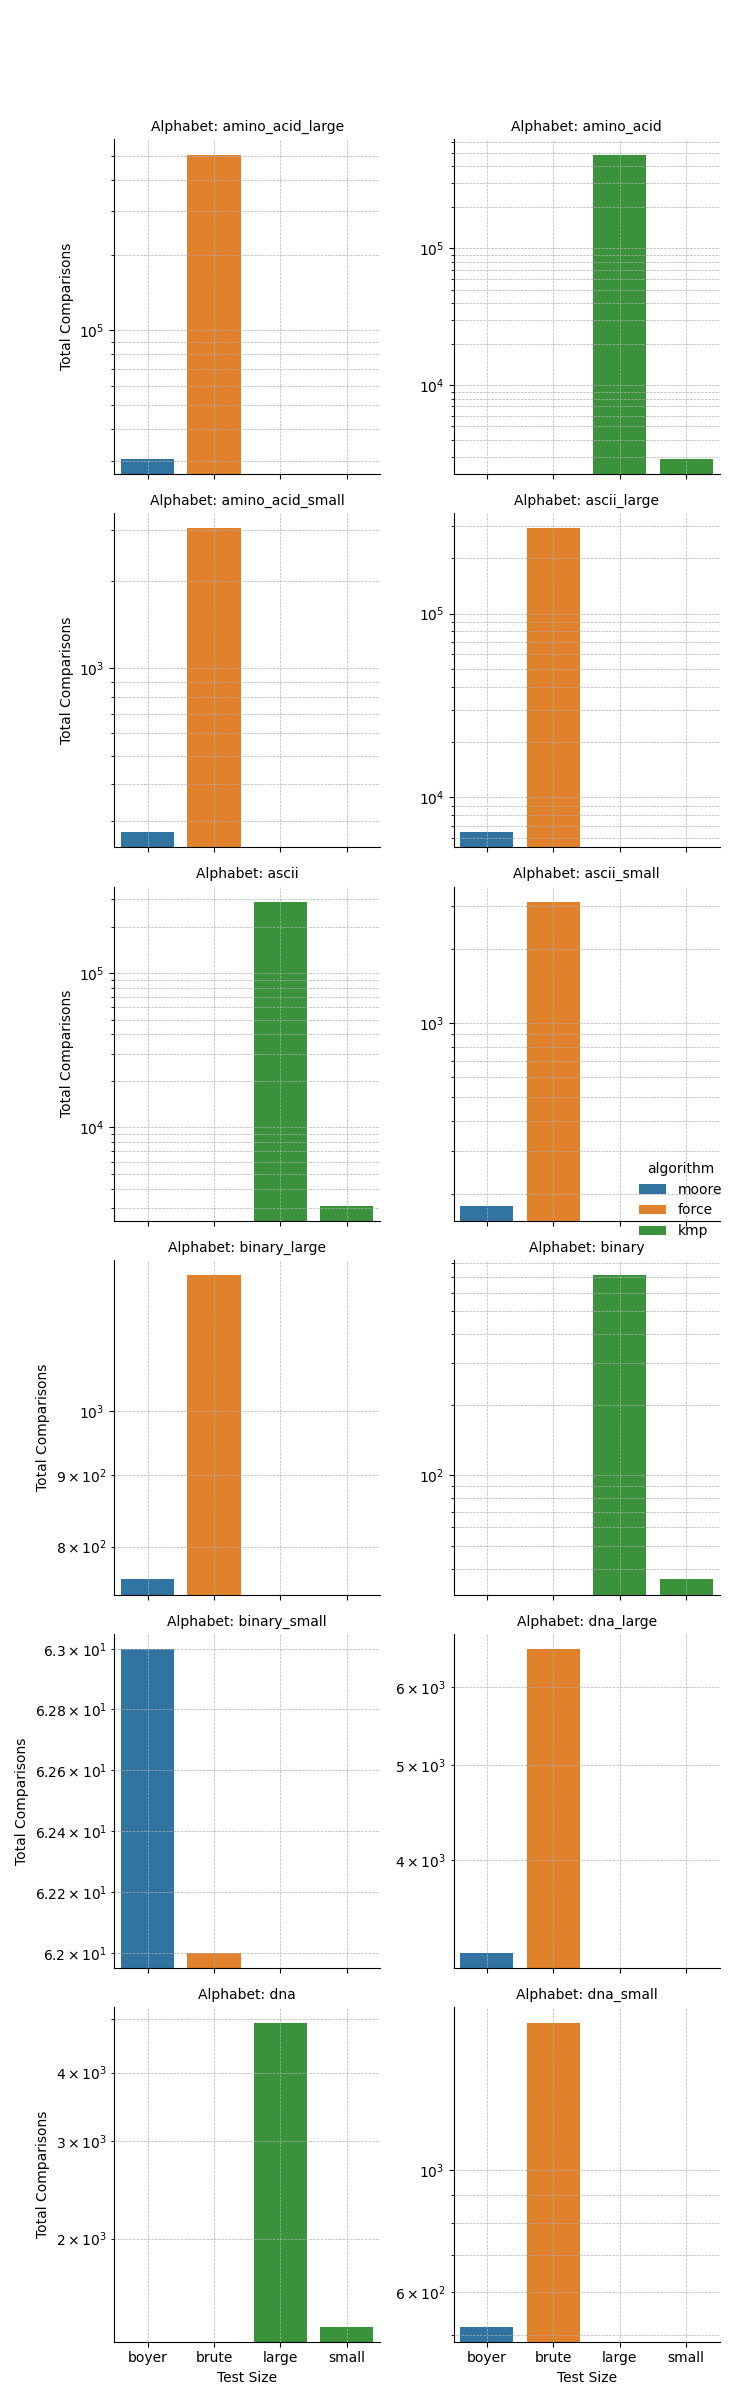 Alphabet: amino_acid_large
Alphabet: amino_acid
Total Comparisons
10^5
10^5
10^4
Alphabet: amino_acid_small
Alphabet: ascii_large
Total Comparisons
10^3
10^5
10^4
Alphabet: ascii
Alphabet: ascii_small
Total Comparisons
10^5
10^4
10^3
algorithm
moore
force
kmp
Alphabet: binary_large
Alphabet: binary
Total Comparisons
10^3
9 × 10^2
8 × 10^2
10^2
Alphabet: binary_small
Alphabet: dna_large
Total Comparisons
6.3 × 10^1
6.28 × 10^1
6.26 × 10^1
6.24 × 10^1
6.22 × 10^1
6.2 × 10^1
6 × 10^3
5 × 10^3
4 × 10^3
Alphabet: dna
Alphabet: dna_small
Total Comparisons
4 × 10^3
3 × 10^3
2 × 10^3
10^3
6 × 10^2
boyer brute large small
Test Size
boyer brute large small
Test Size